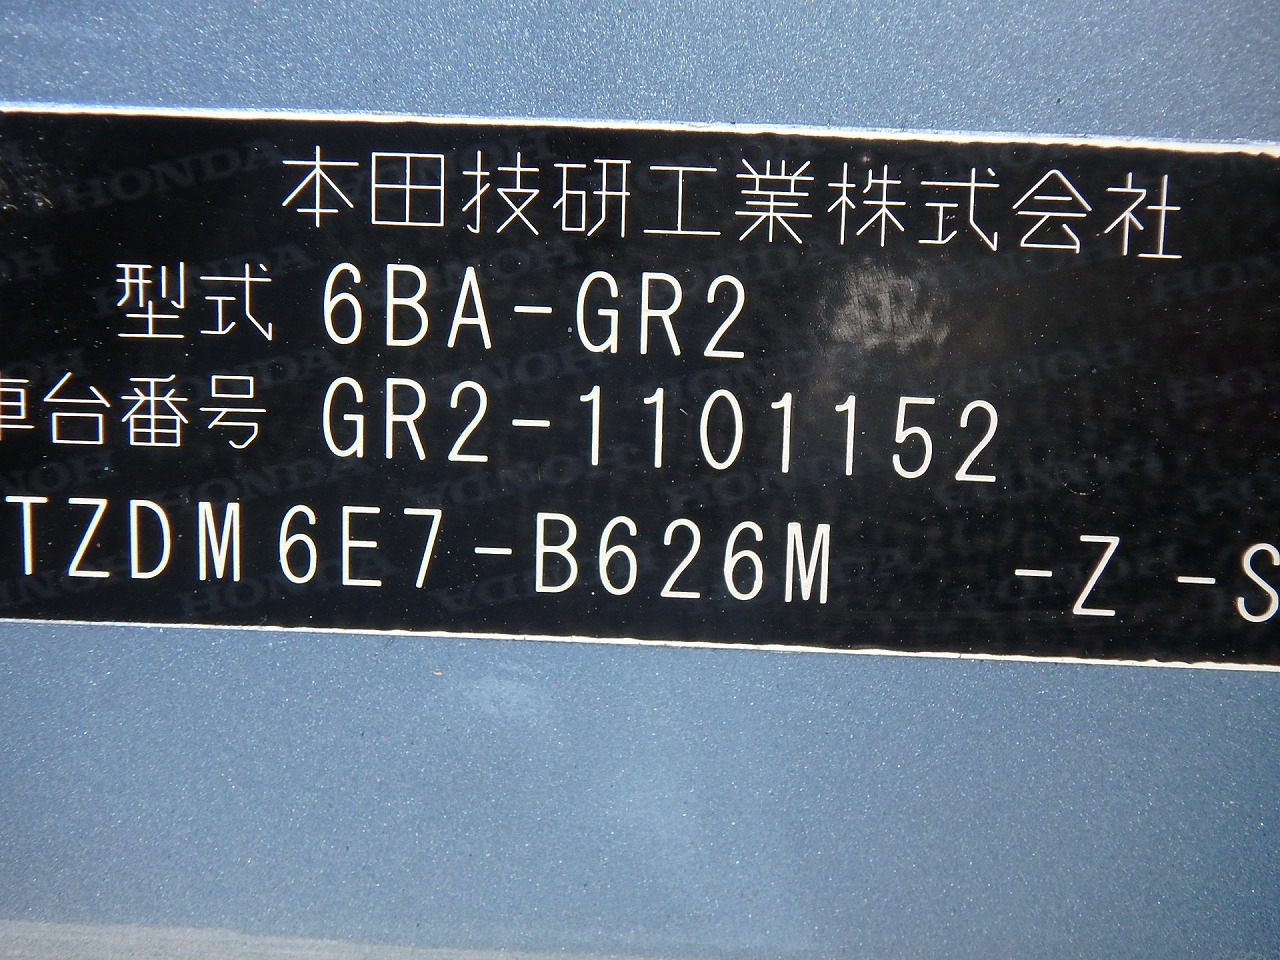 本田技研工業株式会社
型式 6BA-GR2
車台番号 GR2-1101152
TZDM6E7-B626M -Z -S